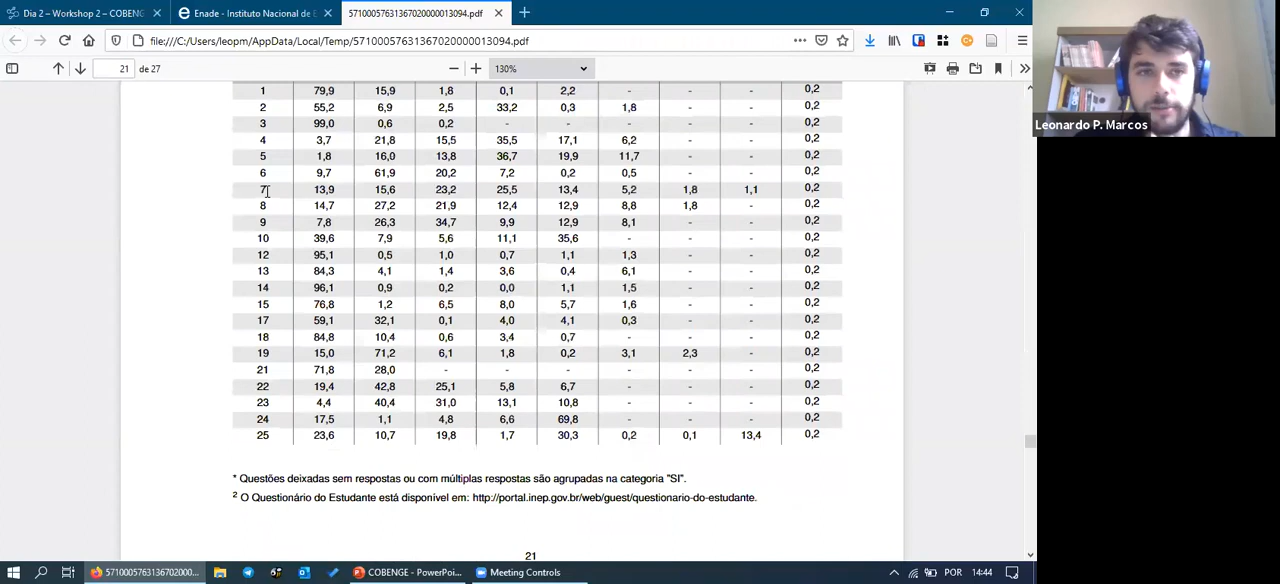 Dia 2 – Workshop 2 – COBENG
Enade - Instituto Nacional de E
5710005763136702000013094.pdf
file:///C:/Users/leopm/AppData/Local/Temp/5710005763136702000013094.pdf
21 de 27
130%
Leonardo P. Marcos
1 79,9 15,9 1,8 0,1 2,2 - - - 0,2
2 55,2 6,9 2,5 33,2 0,3 1,8 - - 0,2
3 99,0 0,6 0,2 - - - - - 0,2
4 3,7 21,8 15,5 35,5 17,1 6,2 - - 0,2
5 1,8 16,0 13,8 36,7 19,9 11,7 - - 0,2
6 9,7 61,9 20,2 7,2 0,2 0,5 - - 0,2
7 13,9 15,6 23,2 25,5 13,4 5,2 1,8 1,1 0,2
8 14,7 27,2 21,9 12,4 12,9 8,8 1,8 - 0,2
9 7,8 26,3 34,7 9,9 12,9 8,1 - - 0,2
10 39,6 7,9 5,6 11,1 35,6 - - - 0,2
12 95,1 0,5 1,0 0,7 1,1 1,3 - - 0,2
13 84,3 4,1 1,4 3,6 0,4 6,1 - - 0,2
14 96,1 0,9 0,2 0,0 1,1 1,5 - - 0,2
15 76,8 1,2 6,5 8,0 5,7 1,6 - - 0,2
17 59,1 32,1 0,1 4,0 4,1 0,3 - - 0,2
18 84,8 10,4 0,6 3,4 0,7 - - - 0,2
19 15,0 71,2 6,1 1,8 0,2 3,1 2,3 - 0,2
21 71,8 28,0 - - - - - - 0,2
22 19,4 42,8 25,1 5,8 6,7 - - - 0,2
23 4,4 40,4 31,0 13,1 10,8 - - - 0,2
24 17,5 1,1 4,8 6,6 69,8 - - - 0,2
25 23,6 10,7 19,8 1,7 30,3 0,2 0,1 13,4 0,2
* Questões deixadas sem respostas ou com múltiplas respostas são agrupadas na categoria "SI".
2 O Questionário do Estudante está disponível em: http://portal.inep.gov.br/web/guest/questionario-do-estudante.
21
5710005763136702000...
COBENGE - PowerPoi...
Meeting Controls
POR
14:44